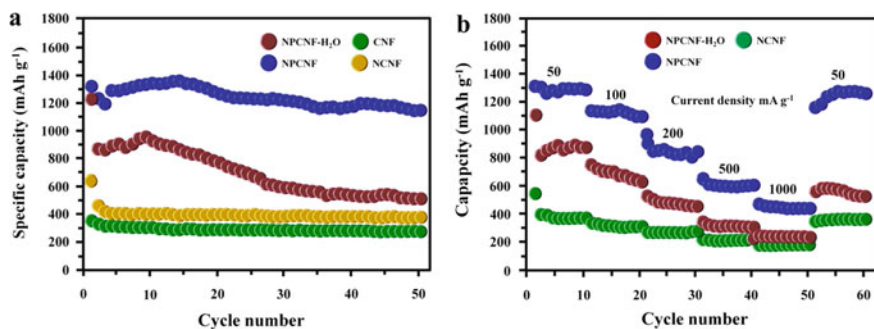 a
Specific capacity (mAh g⁻¹)
1800
1600
1400
1200
1000
800
600
400
200
0
NPCNF-H₂O
CNF
NPCNF
NCNF
0 10 20 30 40 50
Cycle number
b
Capapcity (mAh g⁻¹)
1800
1600
1400
1200
1000
800
600
400
200
0
NPCNF-H₂O
NCNF
NPCNF
50
100
200
500
1000
50
Current density mA g⁻¹
0 10 20 30 40 50 60
Cycle number